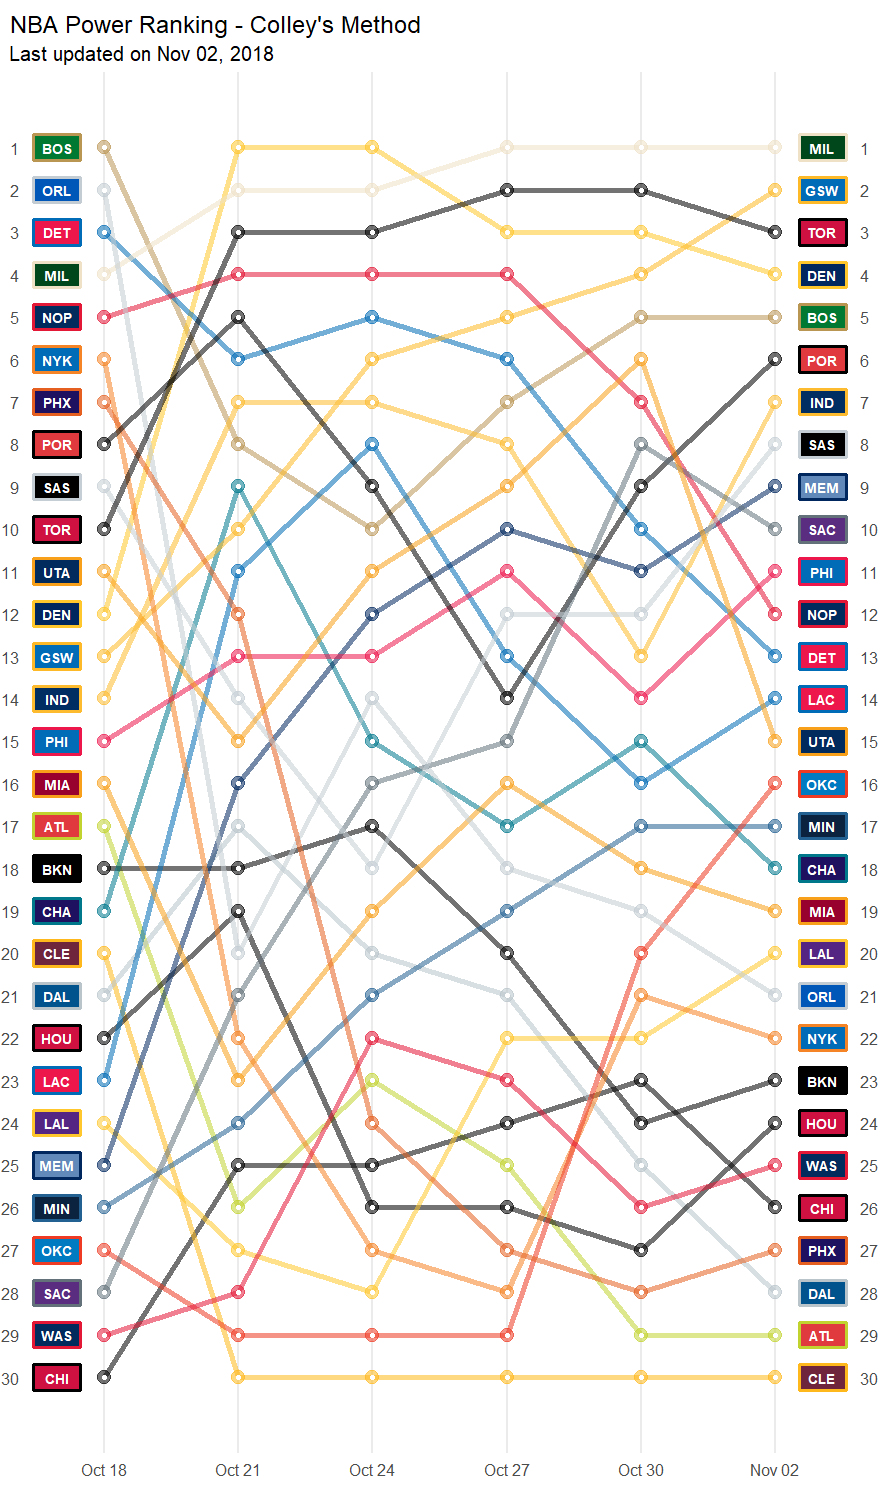 NBA Power Ranking - Colley's Method
Last updated on Nov 02, 2018
1 BOS MIL 1
2 ORL GSW 2
3 DET TOR 3
4 MIL DEN 4
5 NOP BOS 5
6 NYK POR 6
7 PHX IND 7
8 POR SAS 8
9 SAS MEM 9
10 TOR SAC 10
11 UTA PHI 11
12 DEN NOP 12
13 GSW DET 13
14 IND LAC 14
15 PHI UTA 15
16 MIA OKC 16
17 ATL MIN 17
18 BKN CHA 18
19 CHA MIA 19
20 CLE LAL 20
21 DAL ORL 21
22 HOU NYK 22
23 LAC BKN 23
24 LAL HOU 24
25 MEM WAS 25
26 MIN CHI 26
27 OKC PHX 27
28 SAC DAL 28
29 WAS ATL 29
30 CHI CLE 30
Oct 18 Oct 21 Oct 24 Oct 27 Oct 30 Nov 02